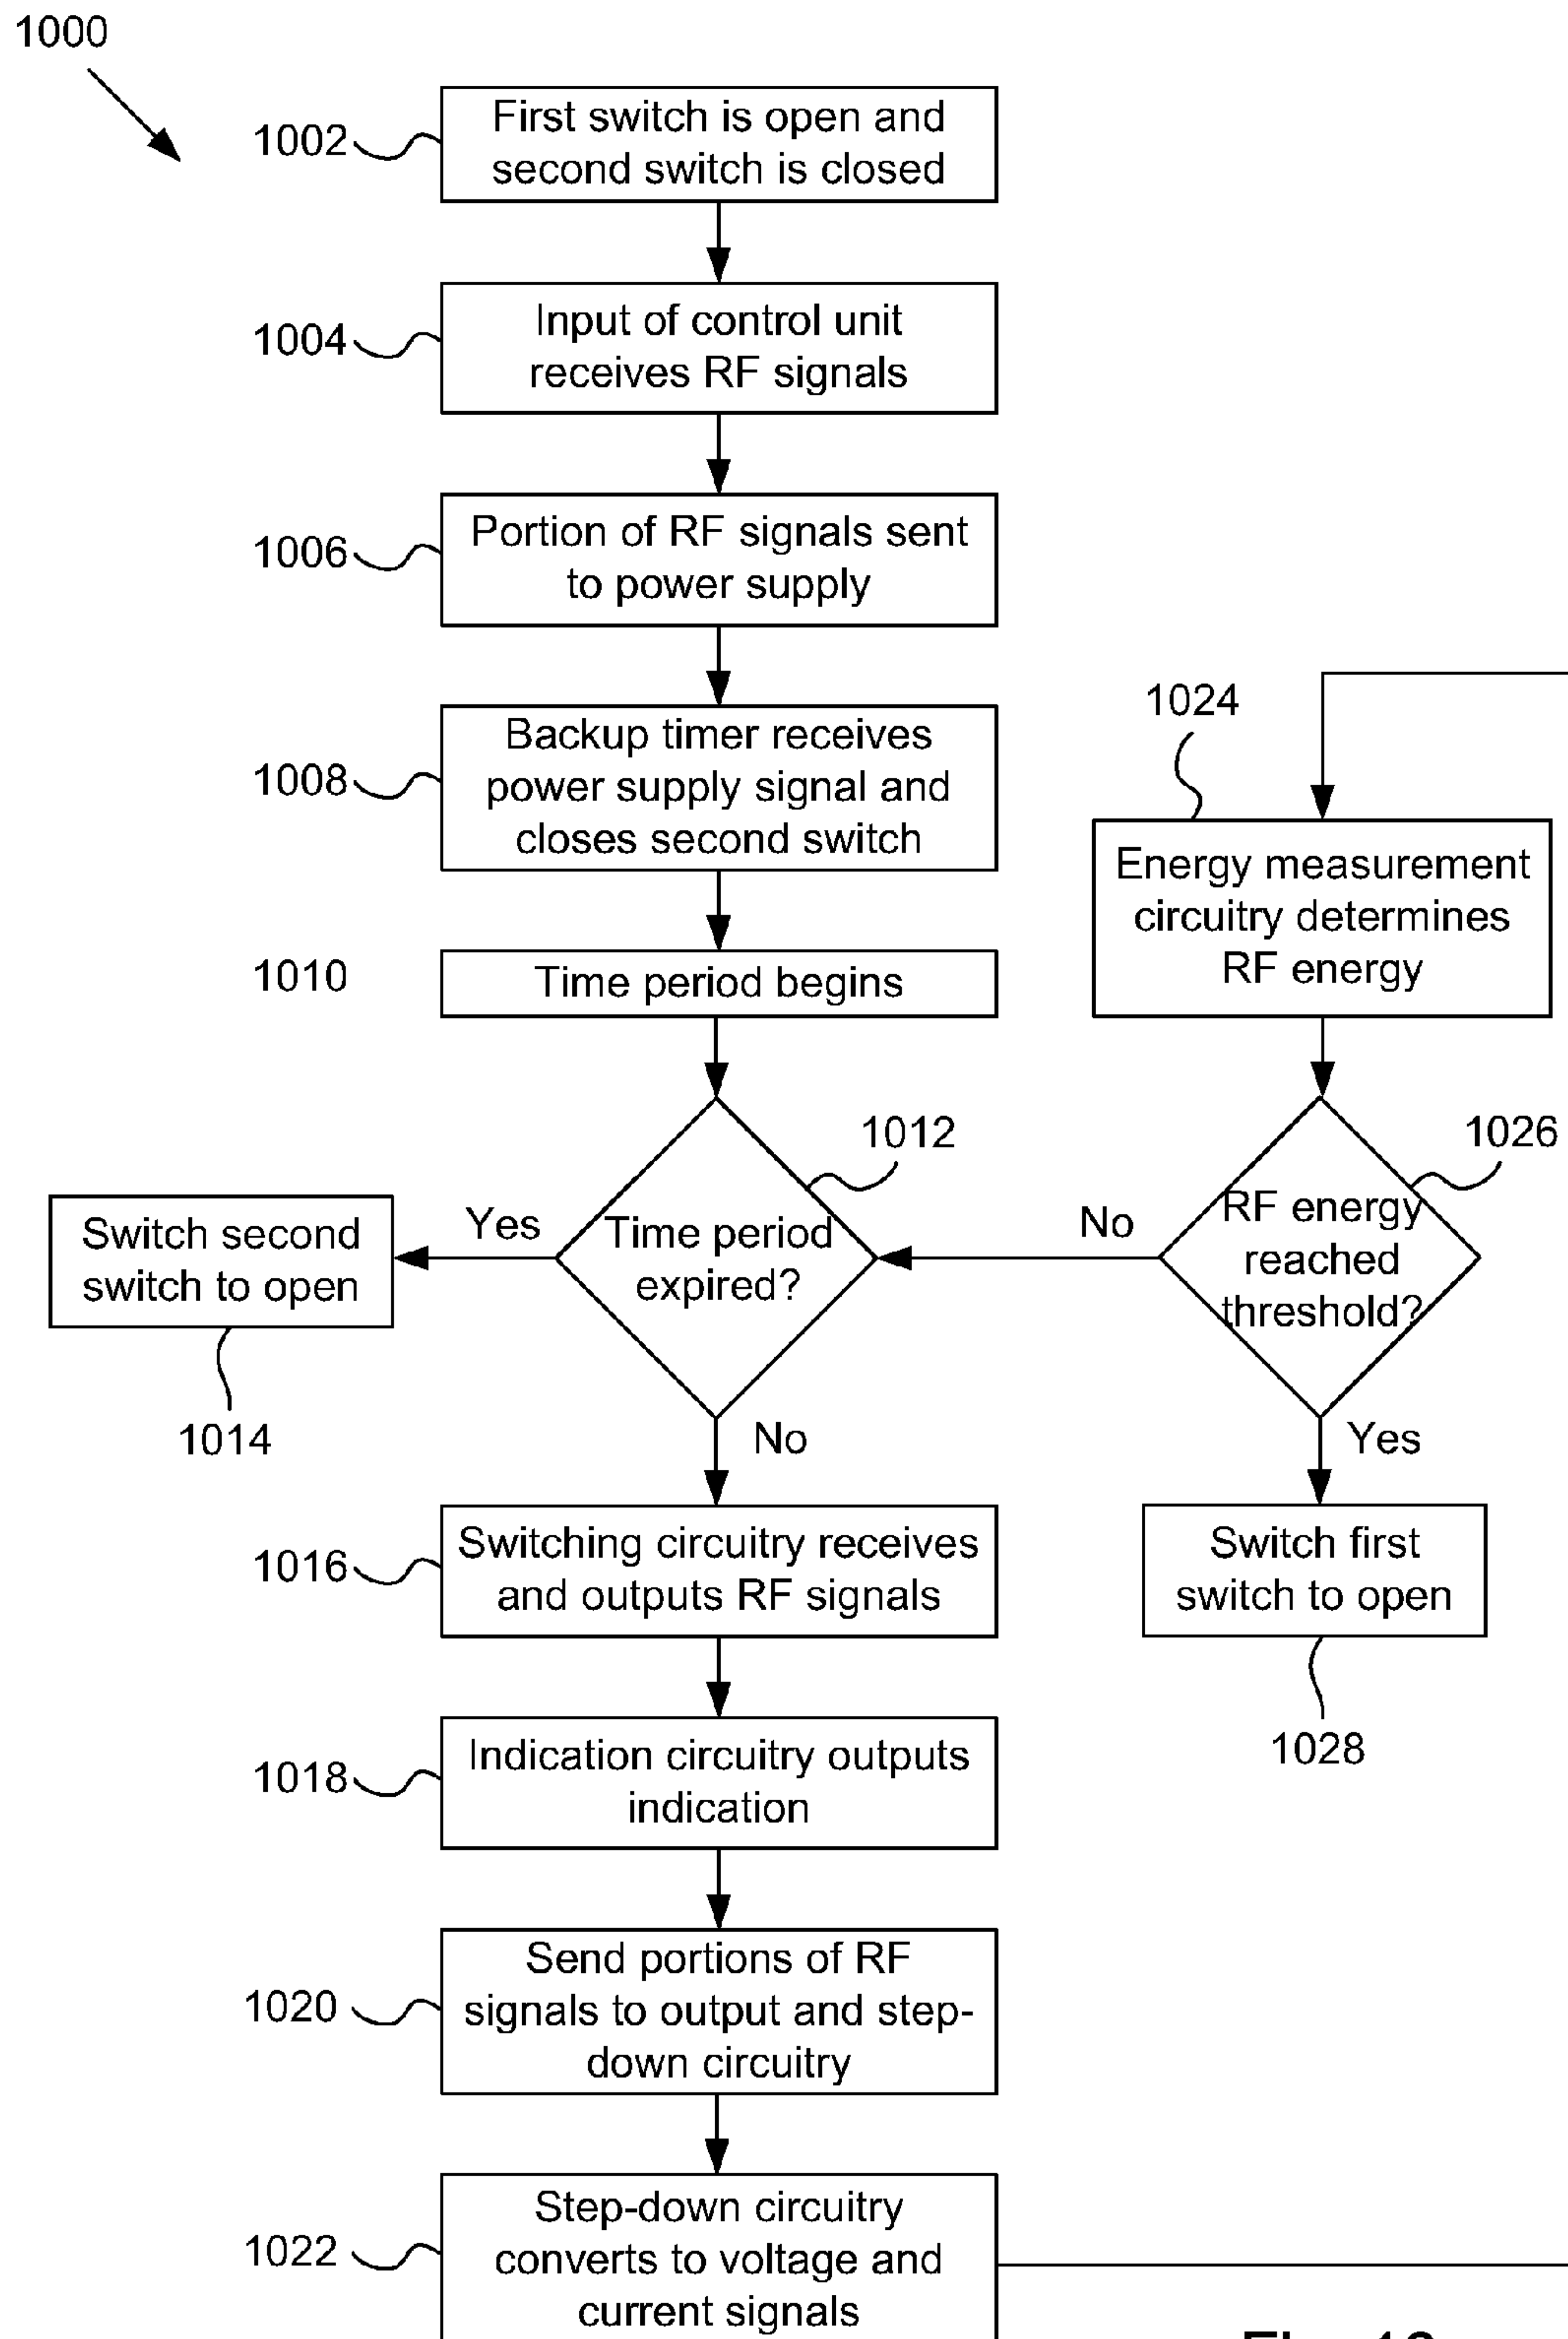 1000
1002
First switch is open and
second switch is closed
1004
Input of control unit
receives RF signals
1006
Portion of RF signals sent
to power supply
1008
Backup timer receives
power supply signal and
closes second switch
1024
Energy measurement
circuitry determines
RF energy
1010
Time period begins
1012
1026
Switch second
switch to open
Yes
Time period
expired?
No
RF energy
reached
threshold?
1014
No
Yes
1016
Switching circuitry receives
and outputs RF signals
Switch first
switch to open
1018
Indication circuitry outputs
indication
1028
1020
Send portions of RF
signals to output and step-
down circuitry
1022
Step-down circuitry
converts to voltage and
current signals